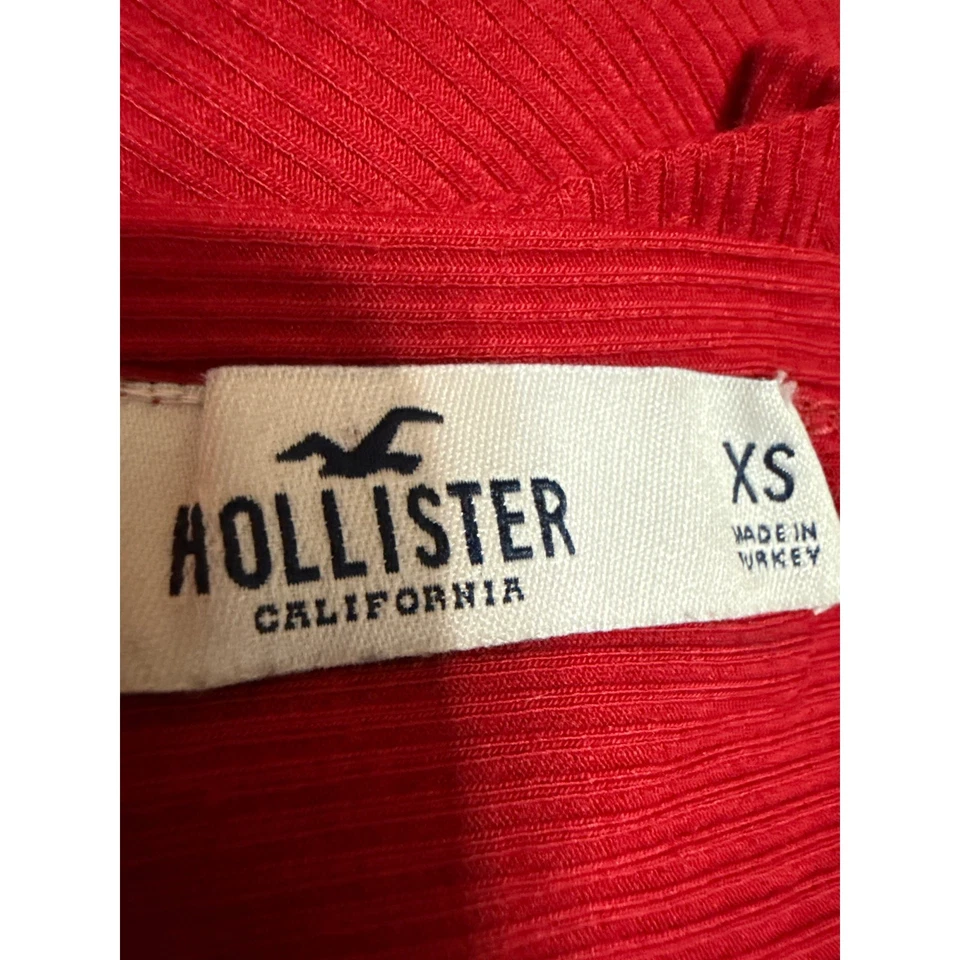 HOLLISTER
CALIFORNIA
XS
MADE IN
TURKEY